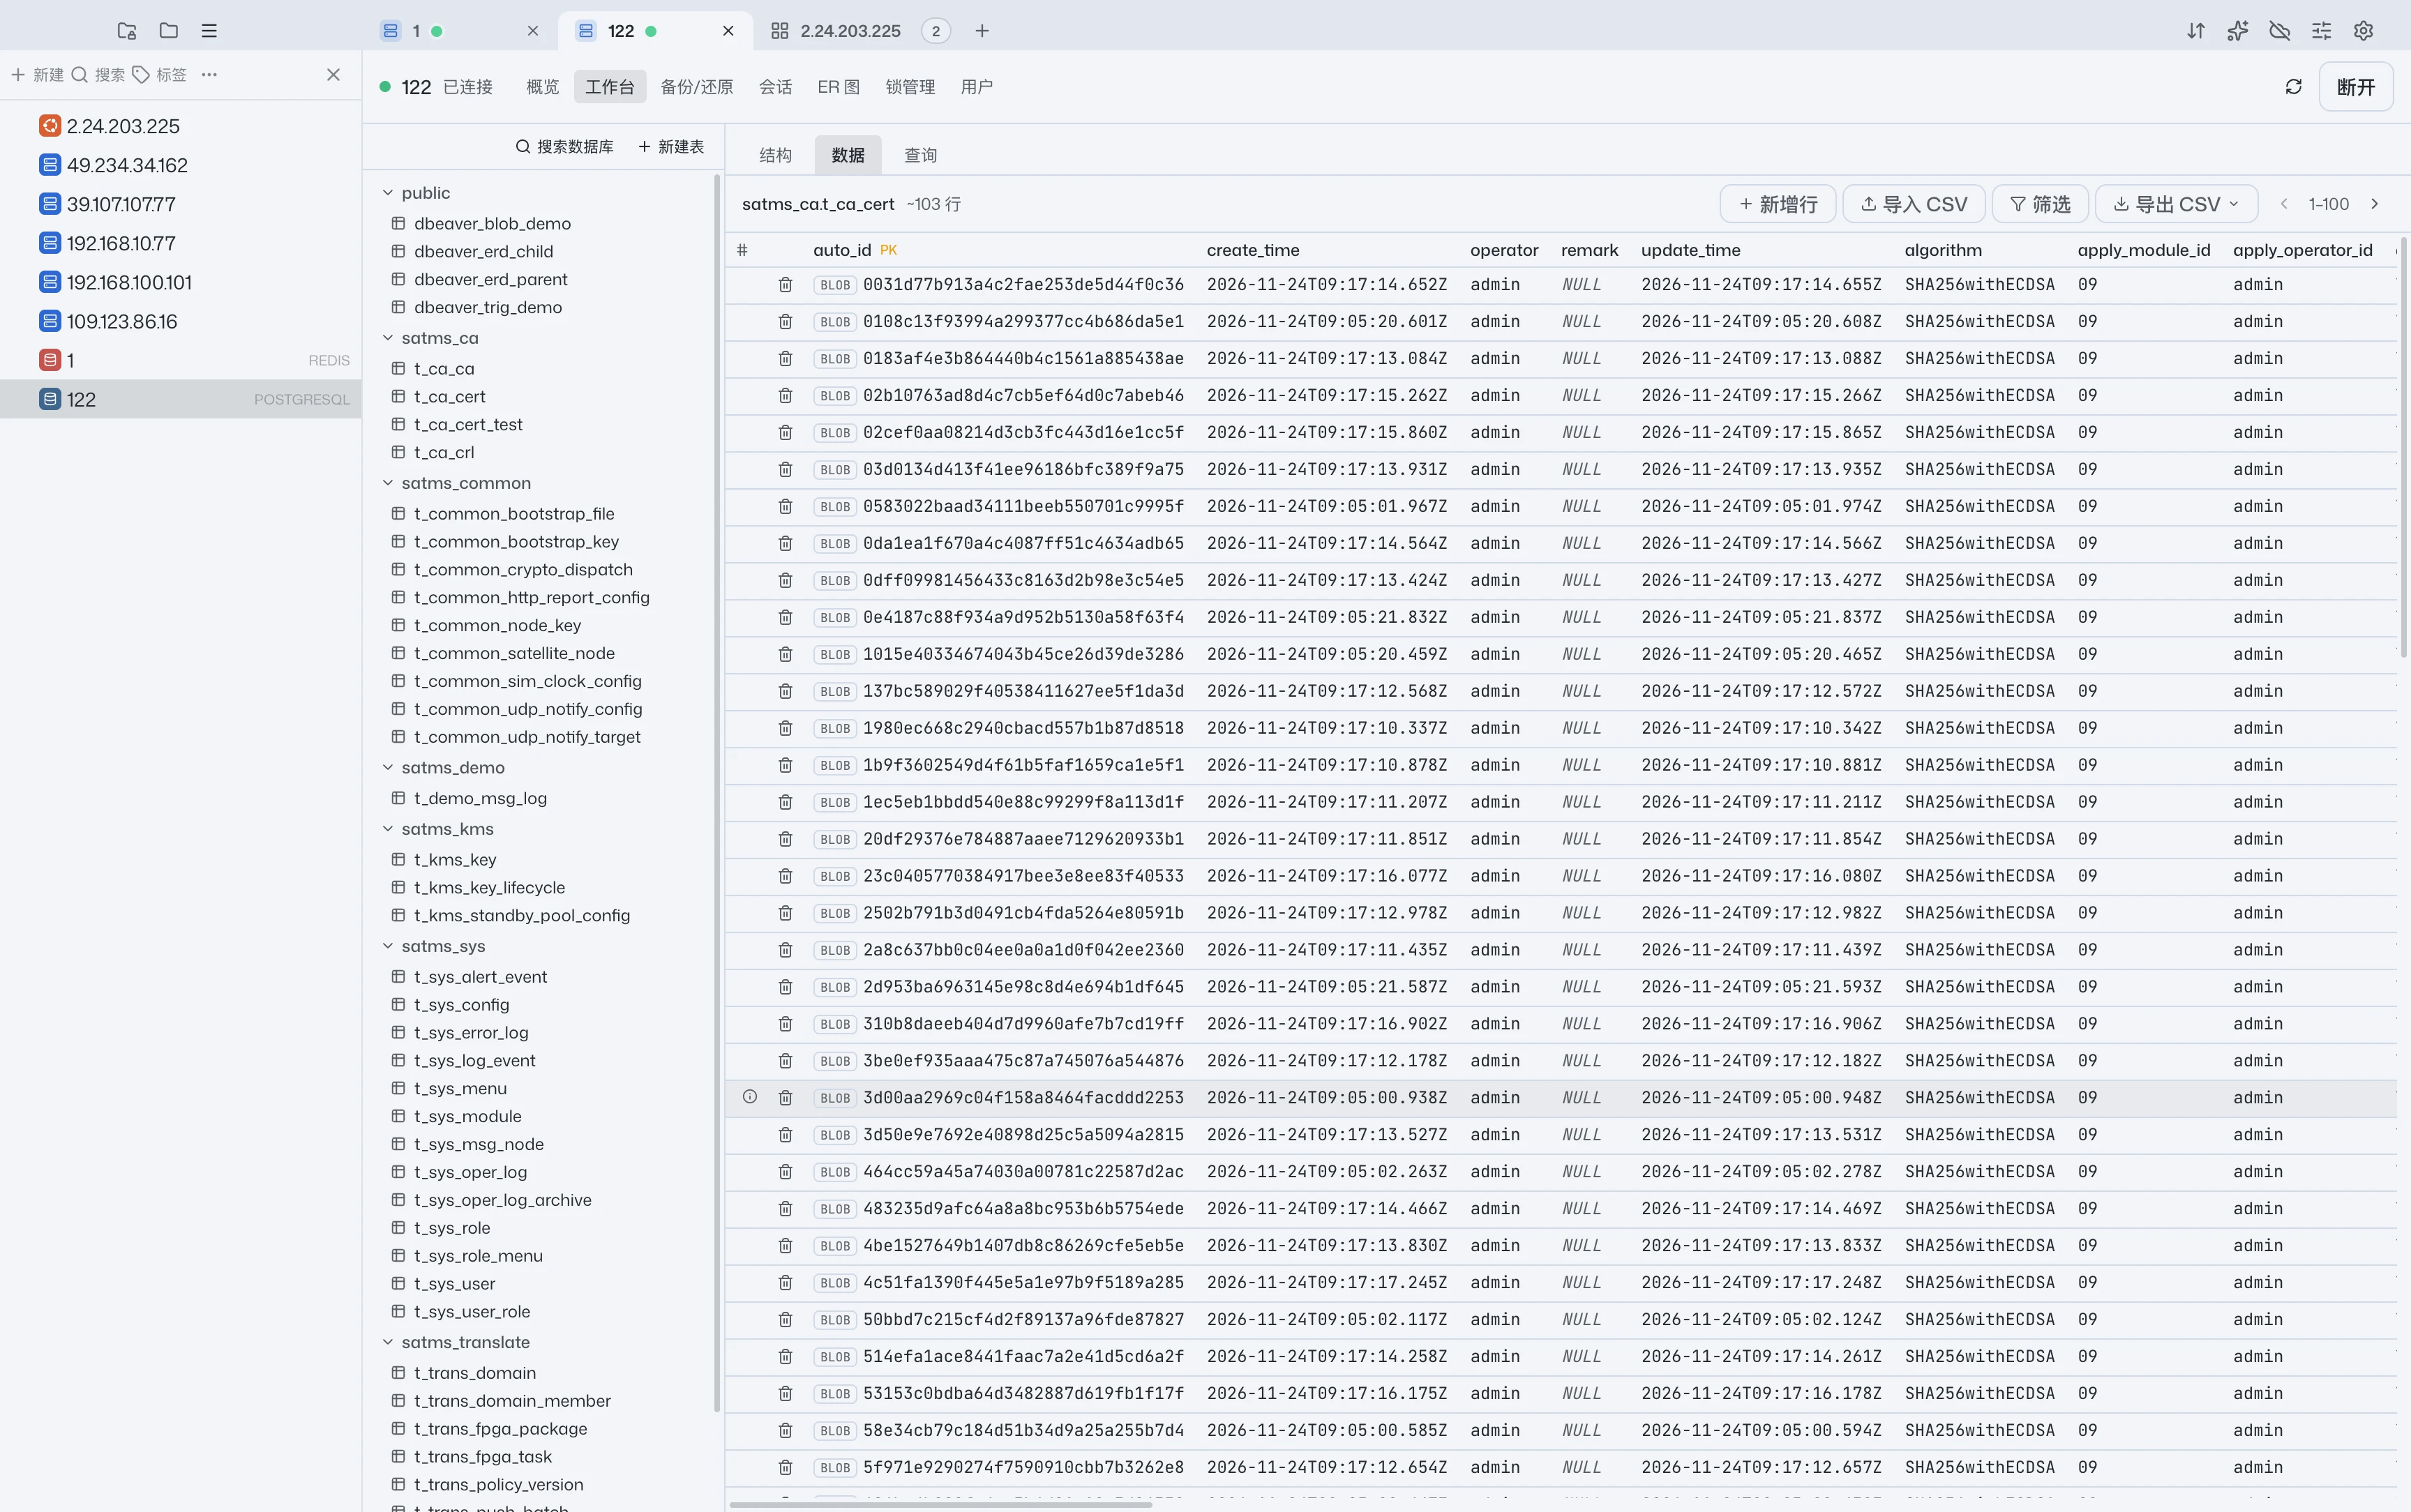 1
122
2.24.203.225 2
新建 搜索 标签 ···
122 已连接 概览 工作台 备份/还原 会话 ER 图 锁管理 用户 断开
2.24.203.225
49.234.34.162
39.107.107.77
192.168.10.77
192.168.100.101
109.123.86.16
1 REDIS
122 POSTGRESQL
搜索数据库 + 新建表
public
dbeaver_blob_demo
dbeaver_erd_child
dbeaver_erd_parent
dbeaver_trig_demo
satms_ca
t_ca_ca
t_ca_cert
t_ca_cert_test
t_ca_crl
satms_common
t_common_bootstrap_file
t_common_bootstrap_key
t_common_crypto_dispatch
t_common_http_report_config
t_common_node_key
t_common_satellite_node
t_common_sim_clock_config
t_common_udp_notify_config
t_common_udp_notify_target
satms_demo
t_demo_msg_log
satms_kms
t_kms_key
t_kms_key_lifecycle
t_kms_standby_pool_config
satms_sys
t_sys_alert_event
t_sys_config
t_sys_error_log
t_sys_log_event
t_sys_menu
t_sys_module
t_sys_msg_node
t_sys_oper_log
t_sys_oper_log_archive
t_sys_role
t_sys_role_menu
t_sys_user
t_sys_user_role
satms_translate
t_trans_domain
t_trans_domain_member
t_trans_fpga_package
t_trans_fpga_task
t_trans_policy_version
结构 数据 查询
satms_ca.t_ca_cert ~103 行 + 新增行 导入 CSV 筛选 导出 CSV 1-100
# auto_id PK create_time operator remark update_time algorithm apply_module_id apply_operator_id
BLOB 0031d77b913a4c2fae253de5d44f0c36 2026-11-24T09:17:14.652Z admin NULL 2026-11-24T09:17:14.655Z SHA256withECDSA 09 admin
BLOB 0108c13f93994a299377cc4b686da5e1 2026-11-24T09:05:20.601Z admin NULL 2026-11-24T09:05:20.608Z SHA256withECDSA 09 admin
BLOB 0183af4e3b864440b4c1561a885438ae 2026-11-24T09:17:13.084Z admin NULL 2026-11-24T09:17:13.088Z SHA256withECDSA 09 admin
BLOB 02b10763ad8d4c7cb5ef64d0c7abeb46 2026-11-24T09:17:15.262Z admin NULL 2026-11-24T09:17:15.266Z SHA256withECDSA 09 admin
BLOB 02cef0aa08214d3cb3fc443d16e1cc5f 2026-11-24T09:17:15.860Z admin NULL 2026-11-24T09:17:15.865Z SHA256withECDSA 09 admin
BLOB 03d0134d413f41ee96186bfc389f9a75 2026-11-24T09:17:13.931Z admin NULL 2026-11-24T09:17:13.935Z SHA256withECDSA 09 admin
BLOB 0583022baad34111beeb550701c9995f 2026-11-24T09:05:01.967Z admin NULL 2026-11-24T09:05:01.974Z SHA256withECDSA 09 admin
BLOB 0da1ea1f670a4c4087ff51c4634adb65 2026-11-24T09:17:14.564Z admin NULL 2026-11-24T09:17:14.566Z SHA256withECDSA 09 admin
BLOB 0dff09981456433c8163d2b98e3c54e5 2026-11-24T09:17:13.424Z admin NULL 2026-11-24T09:17:13.427Z SHA256withECDSA 09 admin
BLOB 0e4187c88f934a9d952b5130a58f63f4 2026-11-24T09:05:21.832Z admin NULL 2026-11-24T09:05:21.837Z SHA256withECDSA 09 admin
BLOB 1015e40334674043b45ce26d39de3286 2026-11-24T09:05:20.459Z admin NULL 2026-11-24T09:05:20.465Z SHA256withECDSA 09 admin
BLOB 137bc589029f40538411627ee5f1da3d 2026-11-24T09:17:12.568Z admin NULL 2026-11-24T09:17:12.572Z SHA256withECDSA 09 admin
BLOB 1980ec668c2940cbacd557b1b87d8518 2026-11-24T09:17:10.337Z admin NULL 2026-11-24T09:17:10.342Z SHA256withECDSA 09 admin
BLOB 1b9f3602549d4f61b5faf1659ca1e5f1 2026-11-24T09:17:10.878Z admin NULL 2026-11-24T09:17:10.881Z SHA256withECDSA 09 admin
BLOB 1ec5eb1bbdd540e88c99299f8a113d1f 2026-11-24T09:17:11.207Z admin NULL 2026-11-24T09:17:11.211Z SHA256withECDSA 09 admin
BLOB 20df29376e784887aaee7129620933b1 2026-11-24T09:17:11.851Z admin NULL 2026-11-24T09:17:11.854Z SHA256withECDSA 09 admin
BLOB 23c0405770384917bee3e8ee83f40533 2026-11-24T09:17:16.077Z admin NULL 2026-11-24T09:17:16.080Z SHA256withECDSA 09 admin
BLOB 2502b791b3d0491cb4fda5264e80591b 2026-11-24T09:17:12.978Z admin NULL 2026-11-24T09:17:12.982Z SHA256withECDSA 09 admin
BLOB 2a8c637bb0c04ee0a0a1d0f042ee2360 2026-11-24T09:17:11.435Z admin NULL 2026-11-24T09:17:11.439Z SHA256withECDSA 09 admin
BLOB 2d953ba6963145e98c8d4e694b1df645 2026-11-24T09:05:21.587Z admin NULL 2026-11-24T09:05:21.593Z SHA256withECDSA 09 admin
BLOB 310b8daeeb404d7d9960afe7b7cd19ff 2026-11-24T09:17:16.902Z admin NULL 2026-11-24T09:17:16.906Z SHA256withECDSA 09 admin
BLOB 3be0ef935aaa475c87a745076a544876 2026-11-24T09:17:12.178Z admin NULL 2026-11-24T09:17:12.182Z SHA256withECDSA 09 admin
BLOB 3d00aa2969c04f158a8464facddd2253 2026-11-24T09:05:00.938Z admin NULL 2026-11-24T09:05:00.948Z SHA256withECDSA 09 admin
BLOB 3d50e9e7692e40898d25c5a5094a2815 2026-11-24T09:17:13.527Z admin NULL 2026-11-24T09:17:13.531Z SHA256withECDSA 09 admin
BLOB 464cc59a45a74030a00781c22587d2ac 2026-11-24T09:05:02.263Z admin NULL 2026-11-24T09:05:02.278Z SHA256withECDSA 09 admin
BLOB 483235d9afc64a8a8bc953b6b5754ede 2026-11-24T09:17:14.466Z admin NULL 2026-11-24T09:17:14.469Z SHA256withECDSA 09 admin
BLOB 4be1527649b1407db8c86269cfe5eb5e 2026-11-24T09:17:13.830Z admin NULL 2026-11-24T09:17:13.833Z SHA256withECDSA 09 admin
BLOB 4c51fa1390f445e5a1e97b9f5189a285 2026-11-24T09:17:17.245Z admin NULL 2026-11-24T09:17:17.248Z SHA256withECDSA 09 admin
BLOB 50bbd7c215cf4d2f89137a96fde87827 2026-11-24T09:05:02.117Z admin NULL 2026-11-24T09:05:02.124Z SHA256withECDSA 09 admin
BLOB 514efa1ace8441faac7a2e41d5cd6a2f 2026-11-24T09:17:14.258Z admin NULL 2026-11-24T09:17:14.261Z SHA256withECDSA 09 admin
BLOB 53153c0bdba64d3482887d619fb1f17f 2026-11-24T09:17:16.175Z admin NULL 2026-11-24T09:17:16.178Z SHA256withECDSA 09 admin
BLOB 58e34cb79c184d51b34d9a25a255b7d4 2026-11-24T09:05:00.585Z admin NULL 2026-11-24T09:05:00.594Z SHA256withECDSA 09 admin
BLOB 5f971e9290274f7590910cbb7b3262e8 2026-11-24T09:17:12.654Z admin NULL 2026-11-24T09:17:12.657Z SHA256withECDSA 09 admin